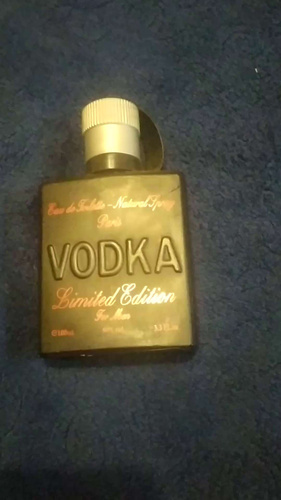 Eau de Toilette - Natural Spray
Paris
VODKA
Limited Edition
For Men